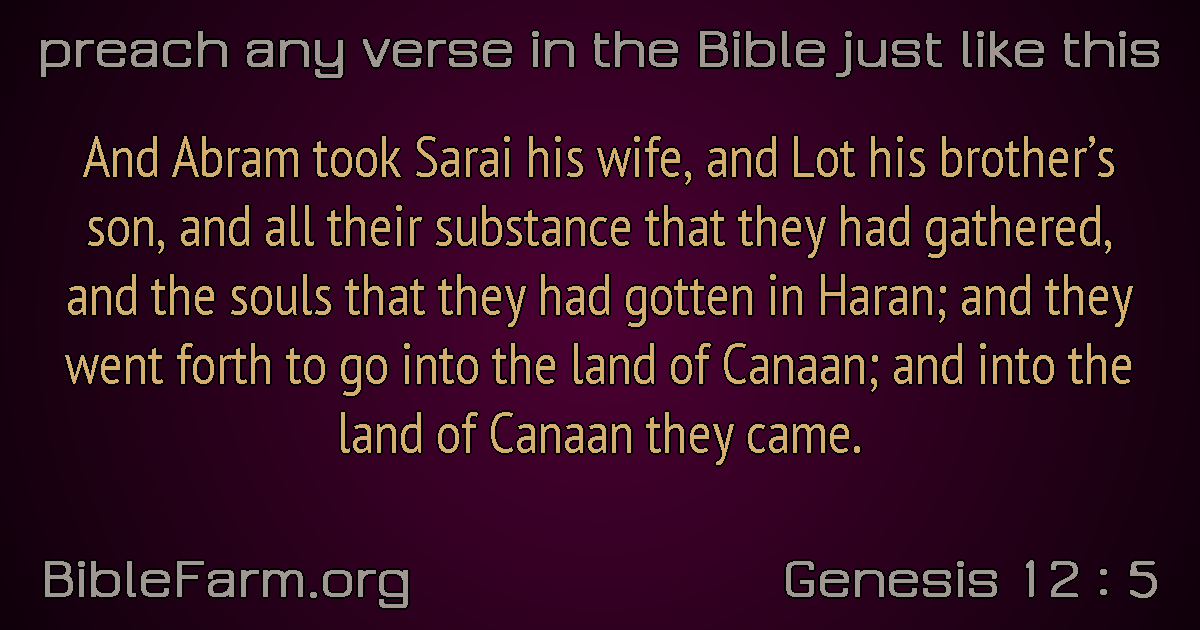 preach any verse in the Bible just like this
And Abram took Sarai his wife, and Lot his brother’s
son, and all their substance that they had gathered,
and the souls that they had gotten in Haran; and they
went forth to go into the land of Canaan; and into the
land of Canaan they came.
BibleFarm.org
Genesis 12 : 5